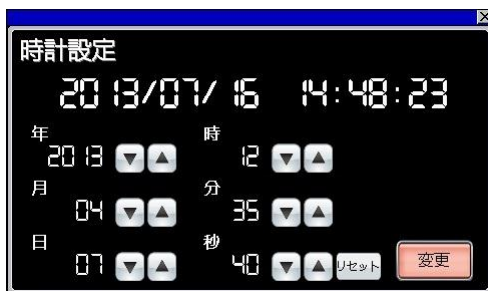 時計設定
2013/07/16 14:48:23
年 時
2013 ▼ ▲ 12 ▼ ▲
月 分
04 ▼ ▲ 35 ▼ ▲
日 秒
07 ▼ ▲ 40 ▼ ▲ リセット 変更